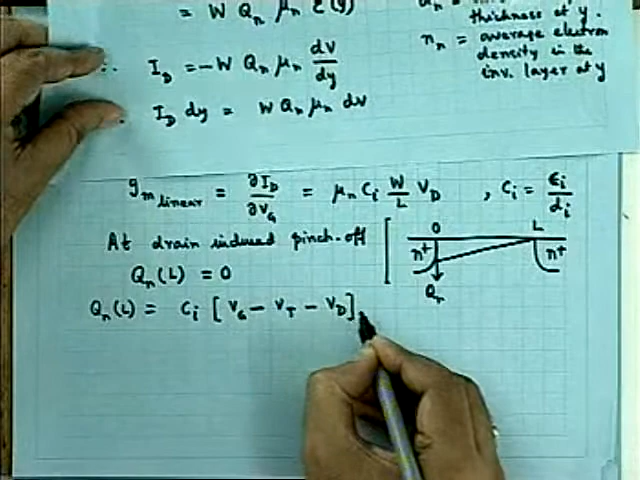 = W Qn μn ε(y)
thickness at y.
nn = average electron
density in the
inv. layer at y
∴ ID = -W Qn μn dV/dy
ID dy = W Qn μn dV
gm linear = ∂ID/∂VG = μn Ci W/L VD , Ci = εi/di
At drain induced pinch-off
0 L
n+ n+
Qn
Qn(L) = 0
Qn(L) = Ci [VG - VT - VD]